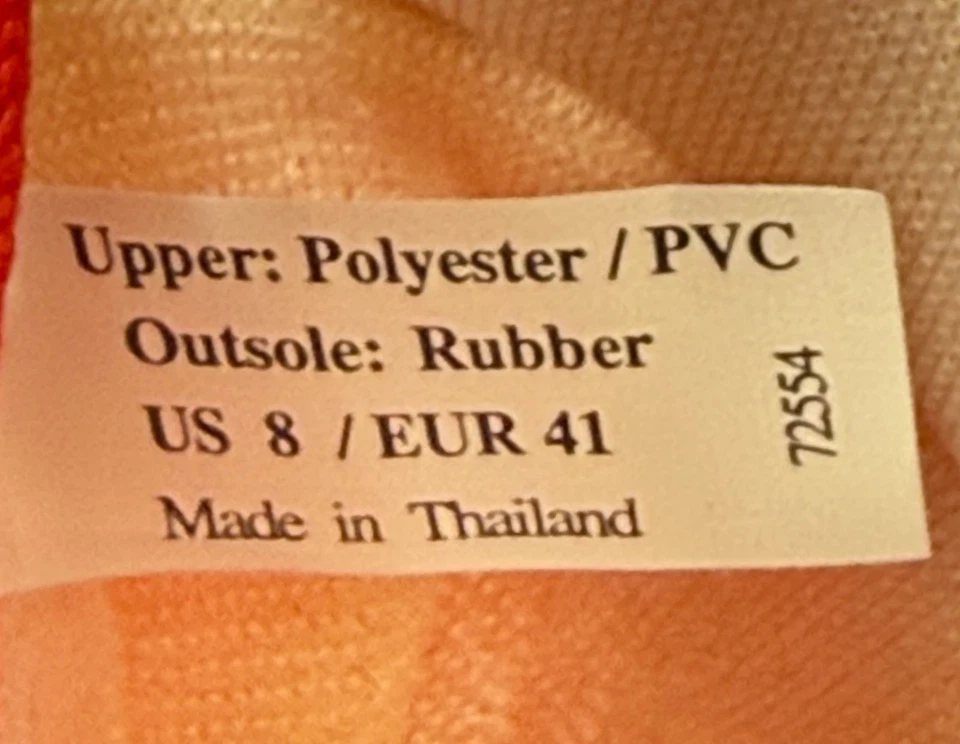 Upper: Polyester / PVC
Outsole: Rubber
US 8 / EUR 41
Made in Thailand
72554